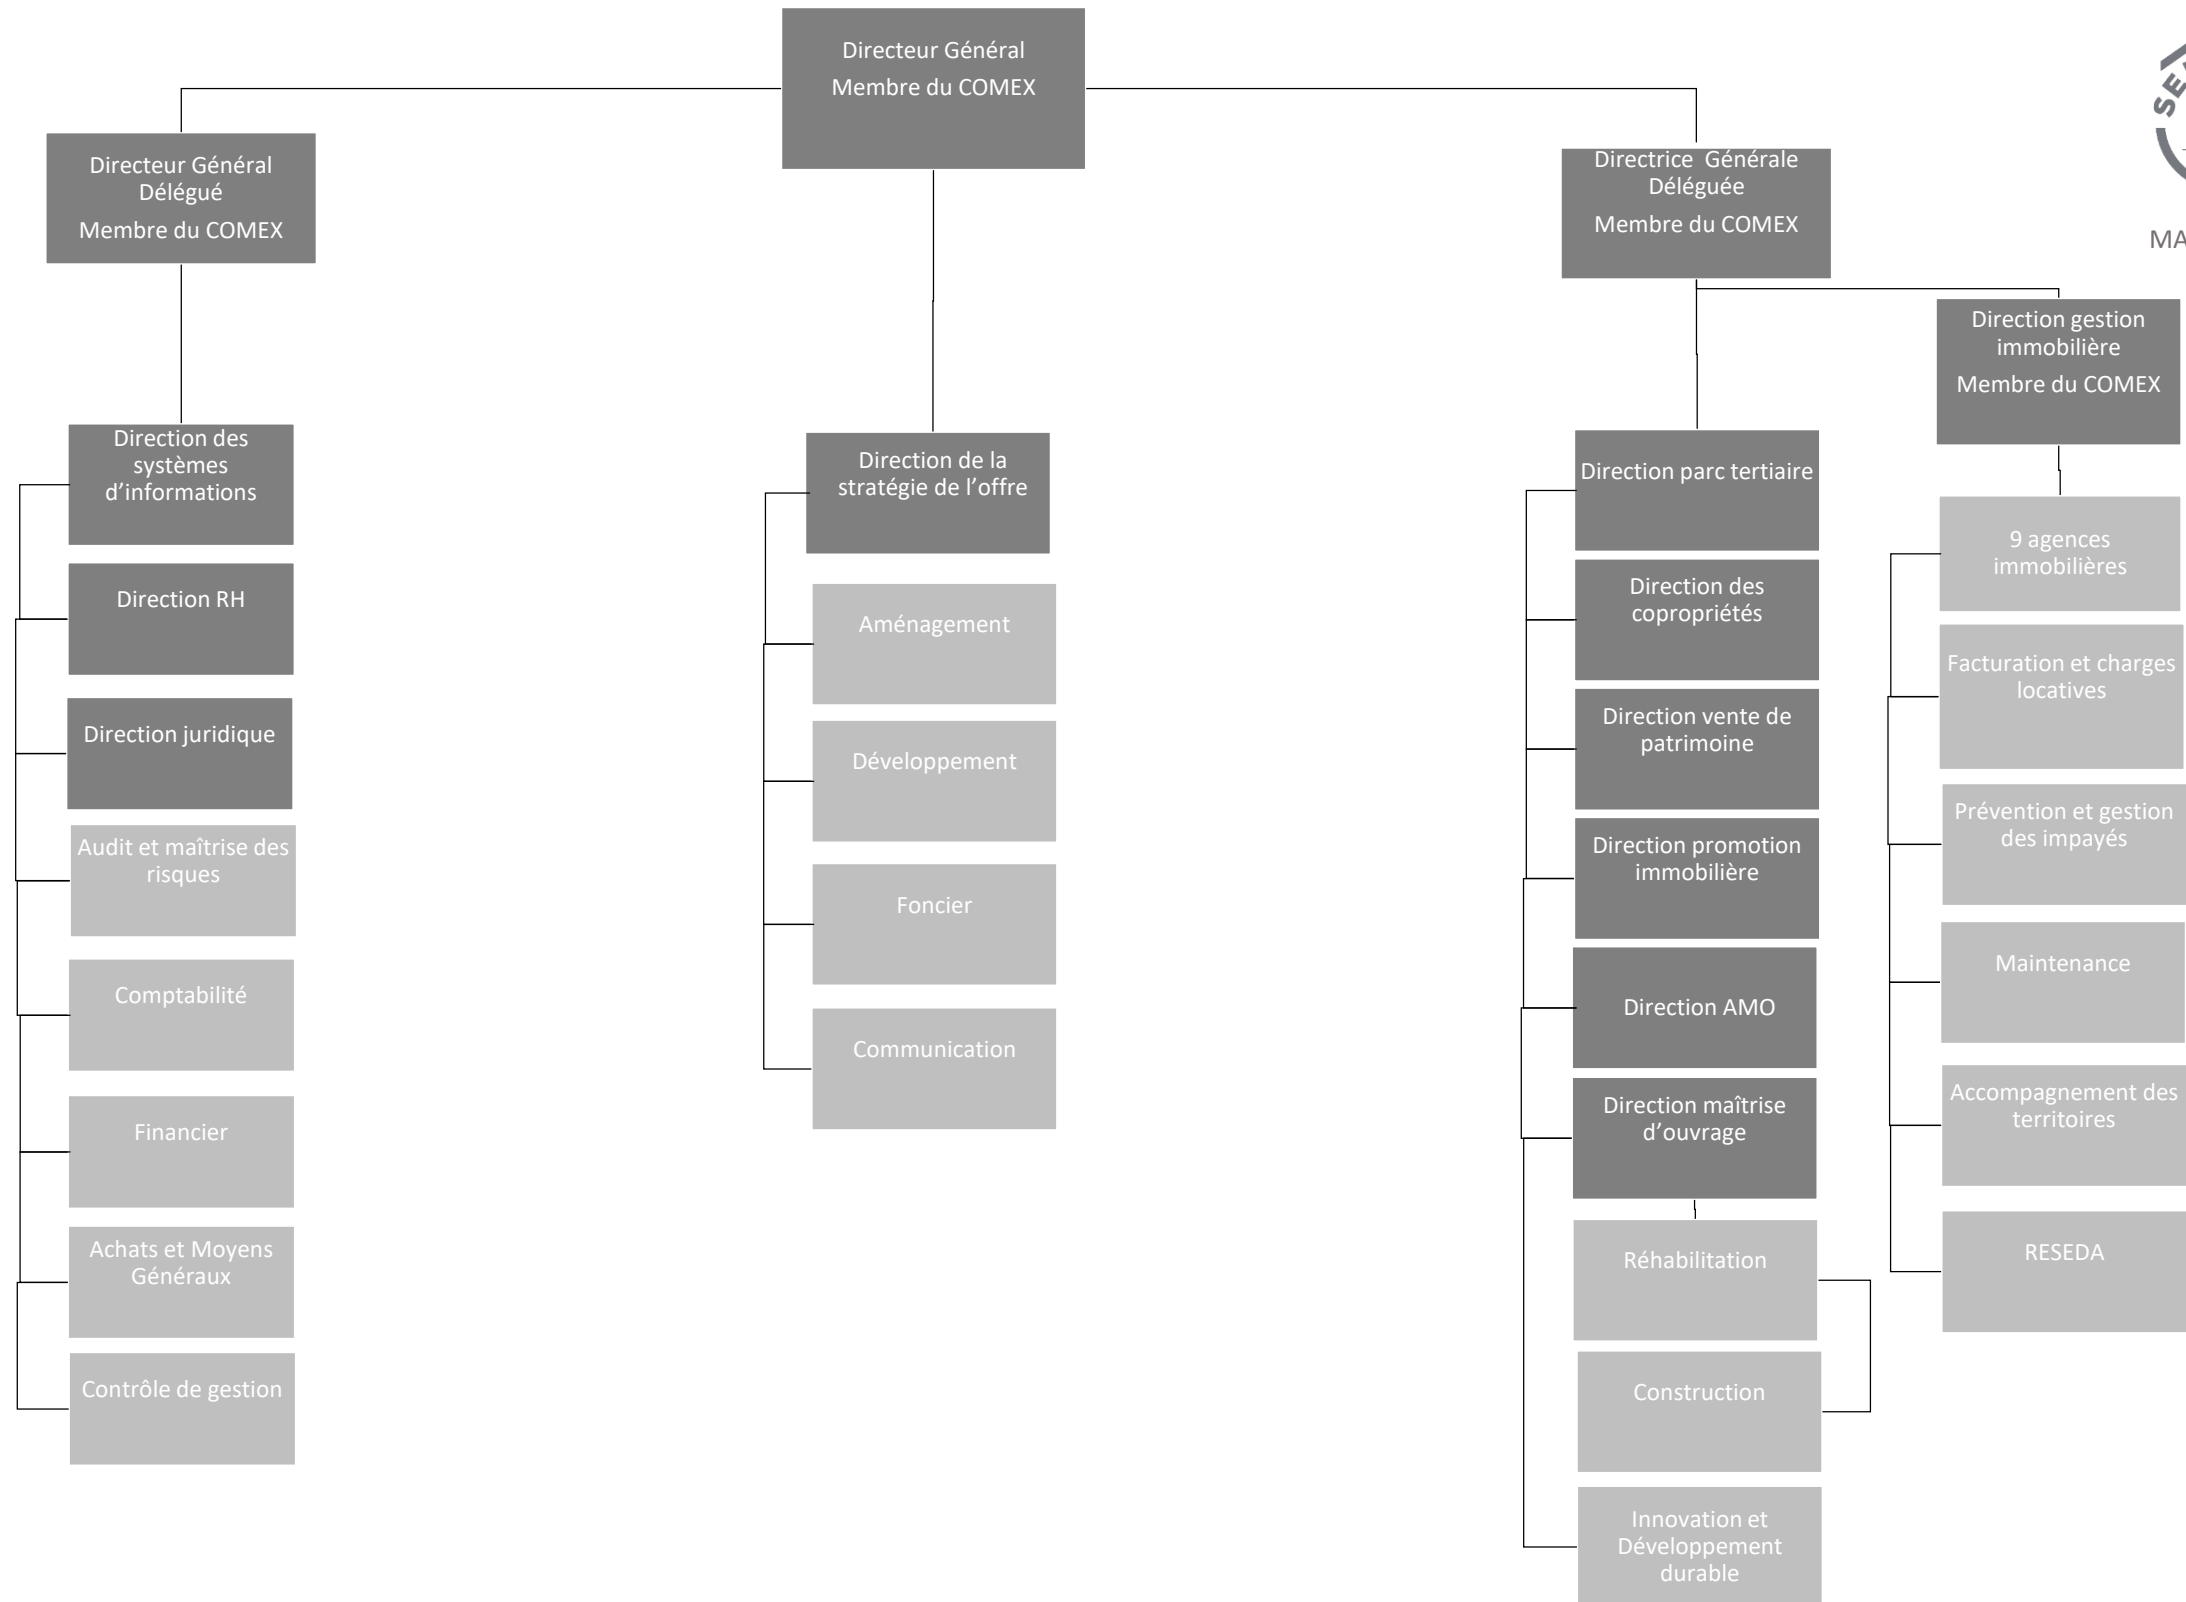 Directeur Général
Membre du COMEX
Directeur Général
Délégué
Membre du COMEX
Directrice Générale
Déléguée
Membre du COMEX
Direction gestion
immobilière
Membre du COMEX
Direction des
systèmes
d’informations
Direction RH
Direction juridique
Audit et maîtrise des
risques
Comptabilité
Financier
Achats et Moyens
Généraux
Contrôle de gestion
Direction de la
stratégie de l’offre
Aménagement
Développement
Foncier
Communication
Direction parc tertiaire
Direction des
copropriétés
Direction vente de
patrimoine
Direction promotion
immobilière
Direction AMO
Direction maîtrise
d’ouvrage
Réhabilitation
Construction
Innovation et
Développement
durable
9 agences
immobilières
Facturation et charges
locatives
Prévention et gestion
des impayés
Maintenance
Accompagnement des
territoires
RESEDA